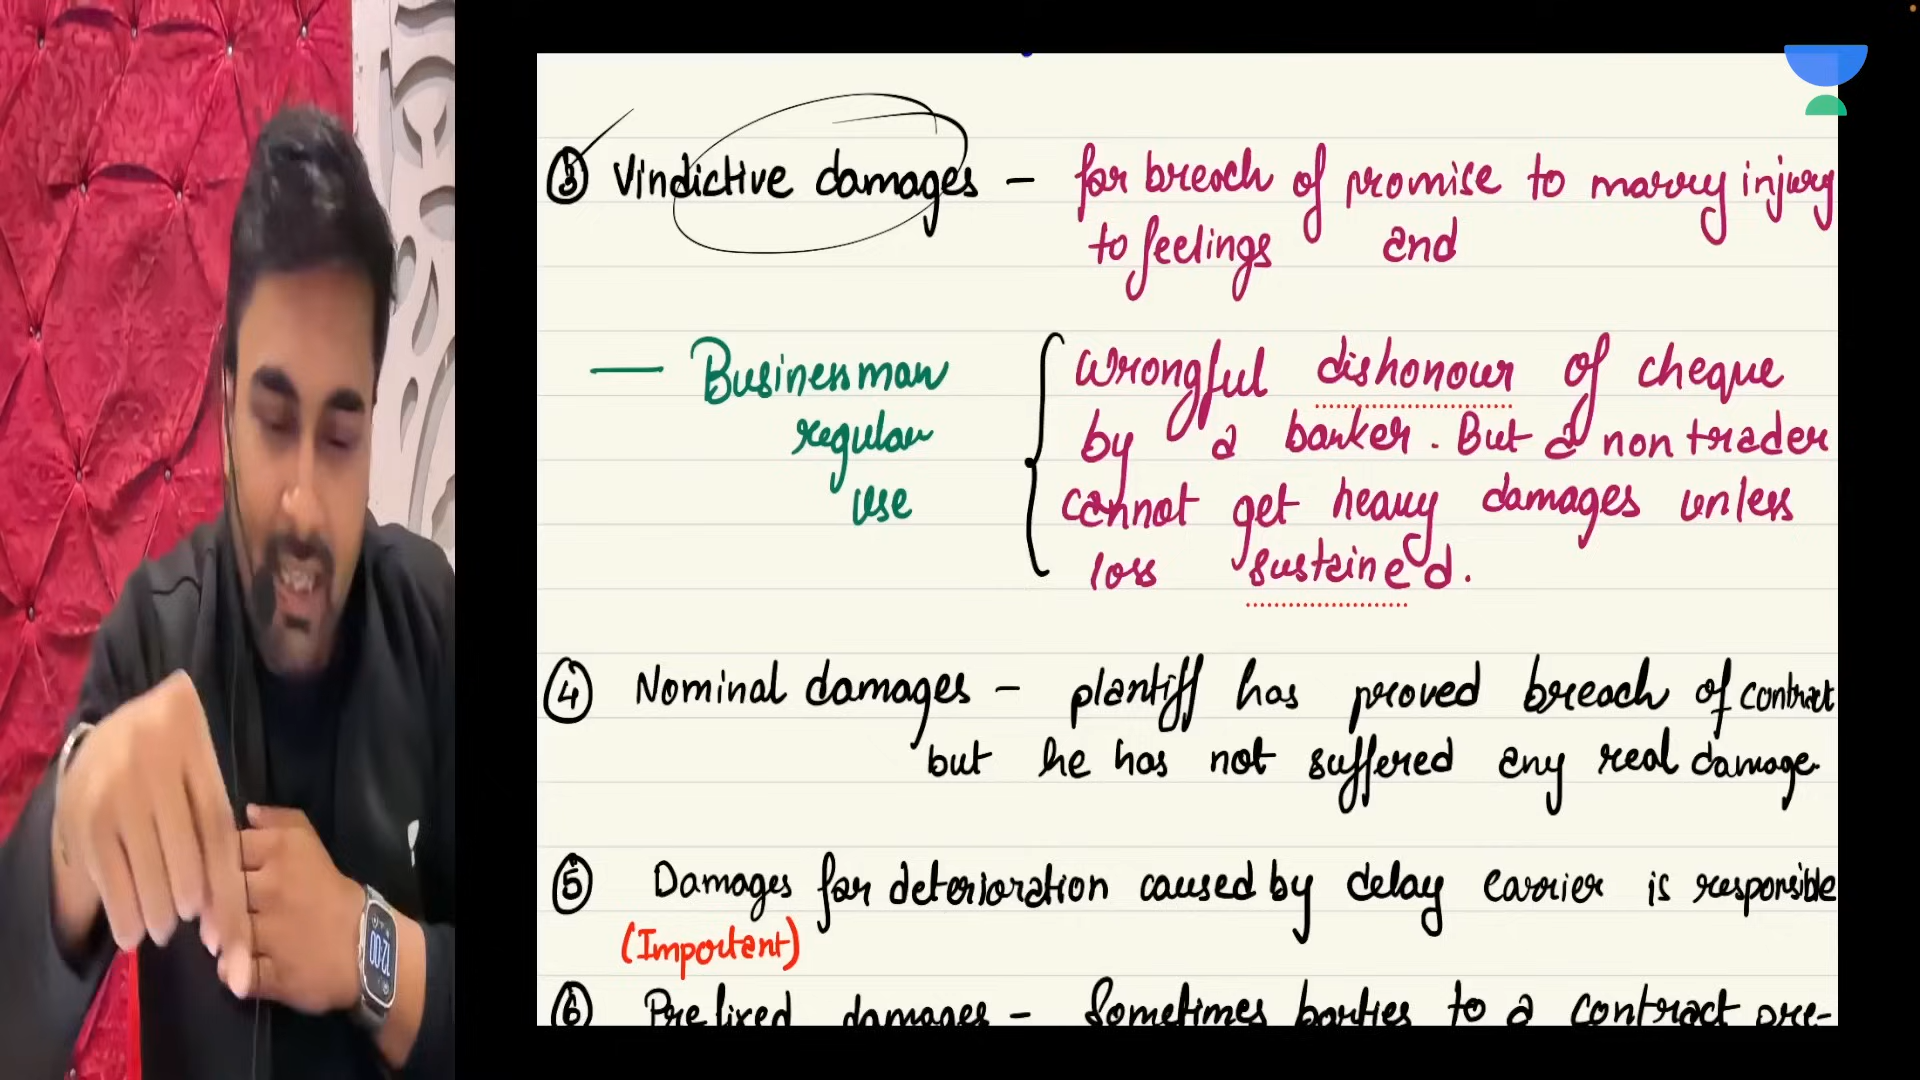 ③ Vindictive damages – for breach of promise to marry injury
to feelings and
— Businessman
regular
use
wrongful dishonour of cheque
by a banker. But a non trader
cannot get heavy damages unless
loss sustained.
④ Nominal damages – plantiff has proved breach of contract
but he has not suffered any real damage.
⑤ Damages for deterioration caused by delay carrier is responsible
(Important)
⑥ Prefixed damages – Sometimes parties to a contract pre-